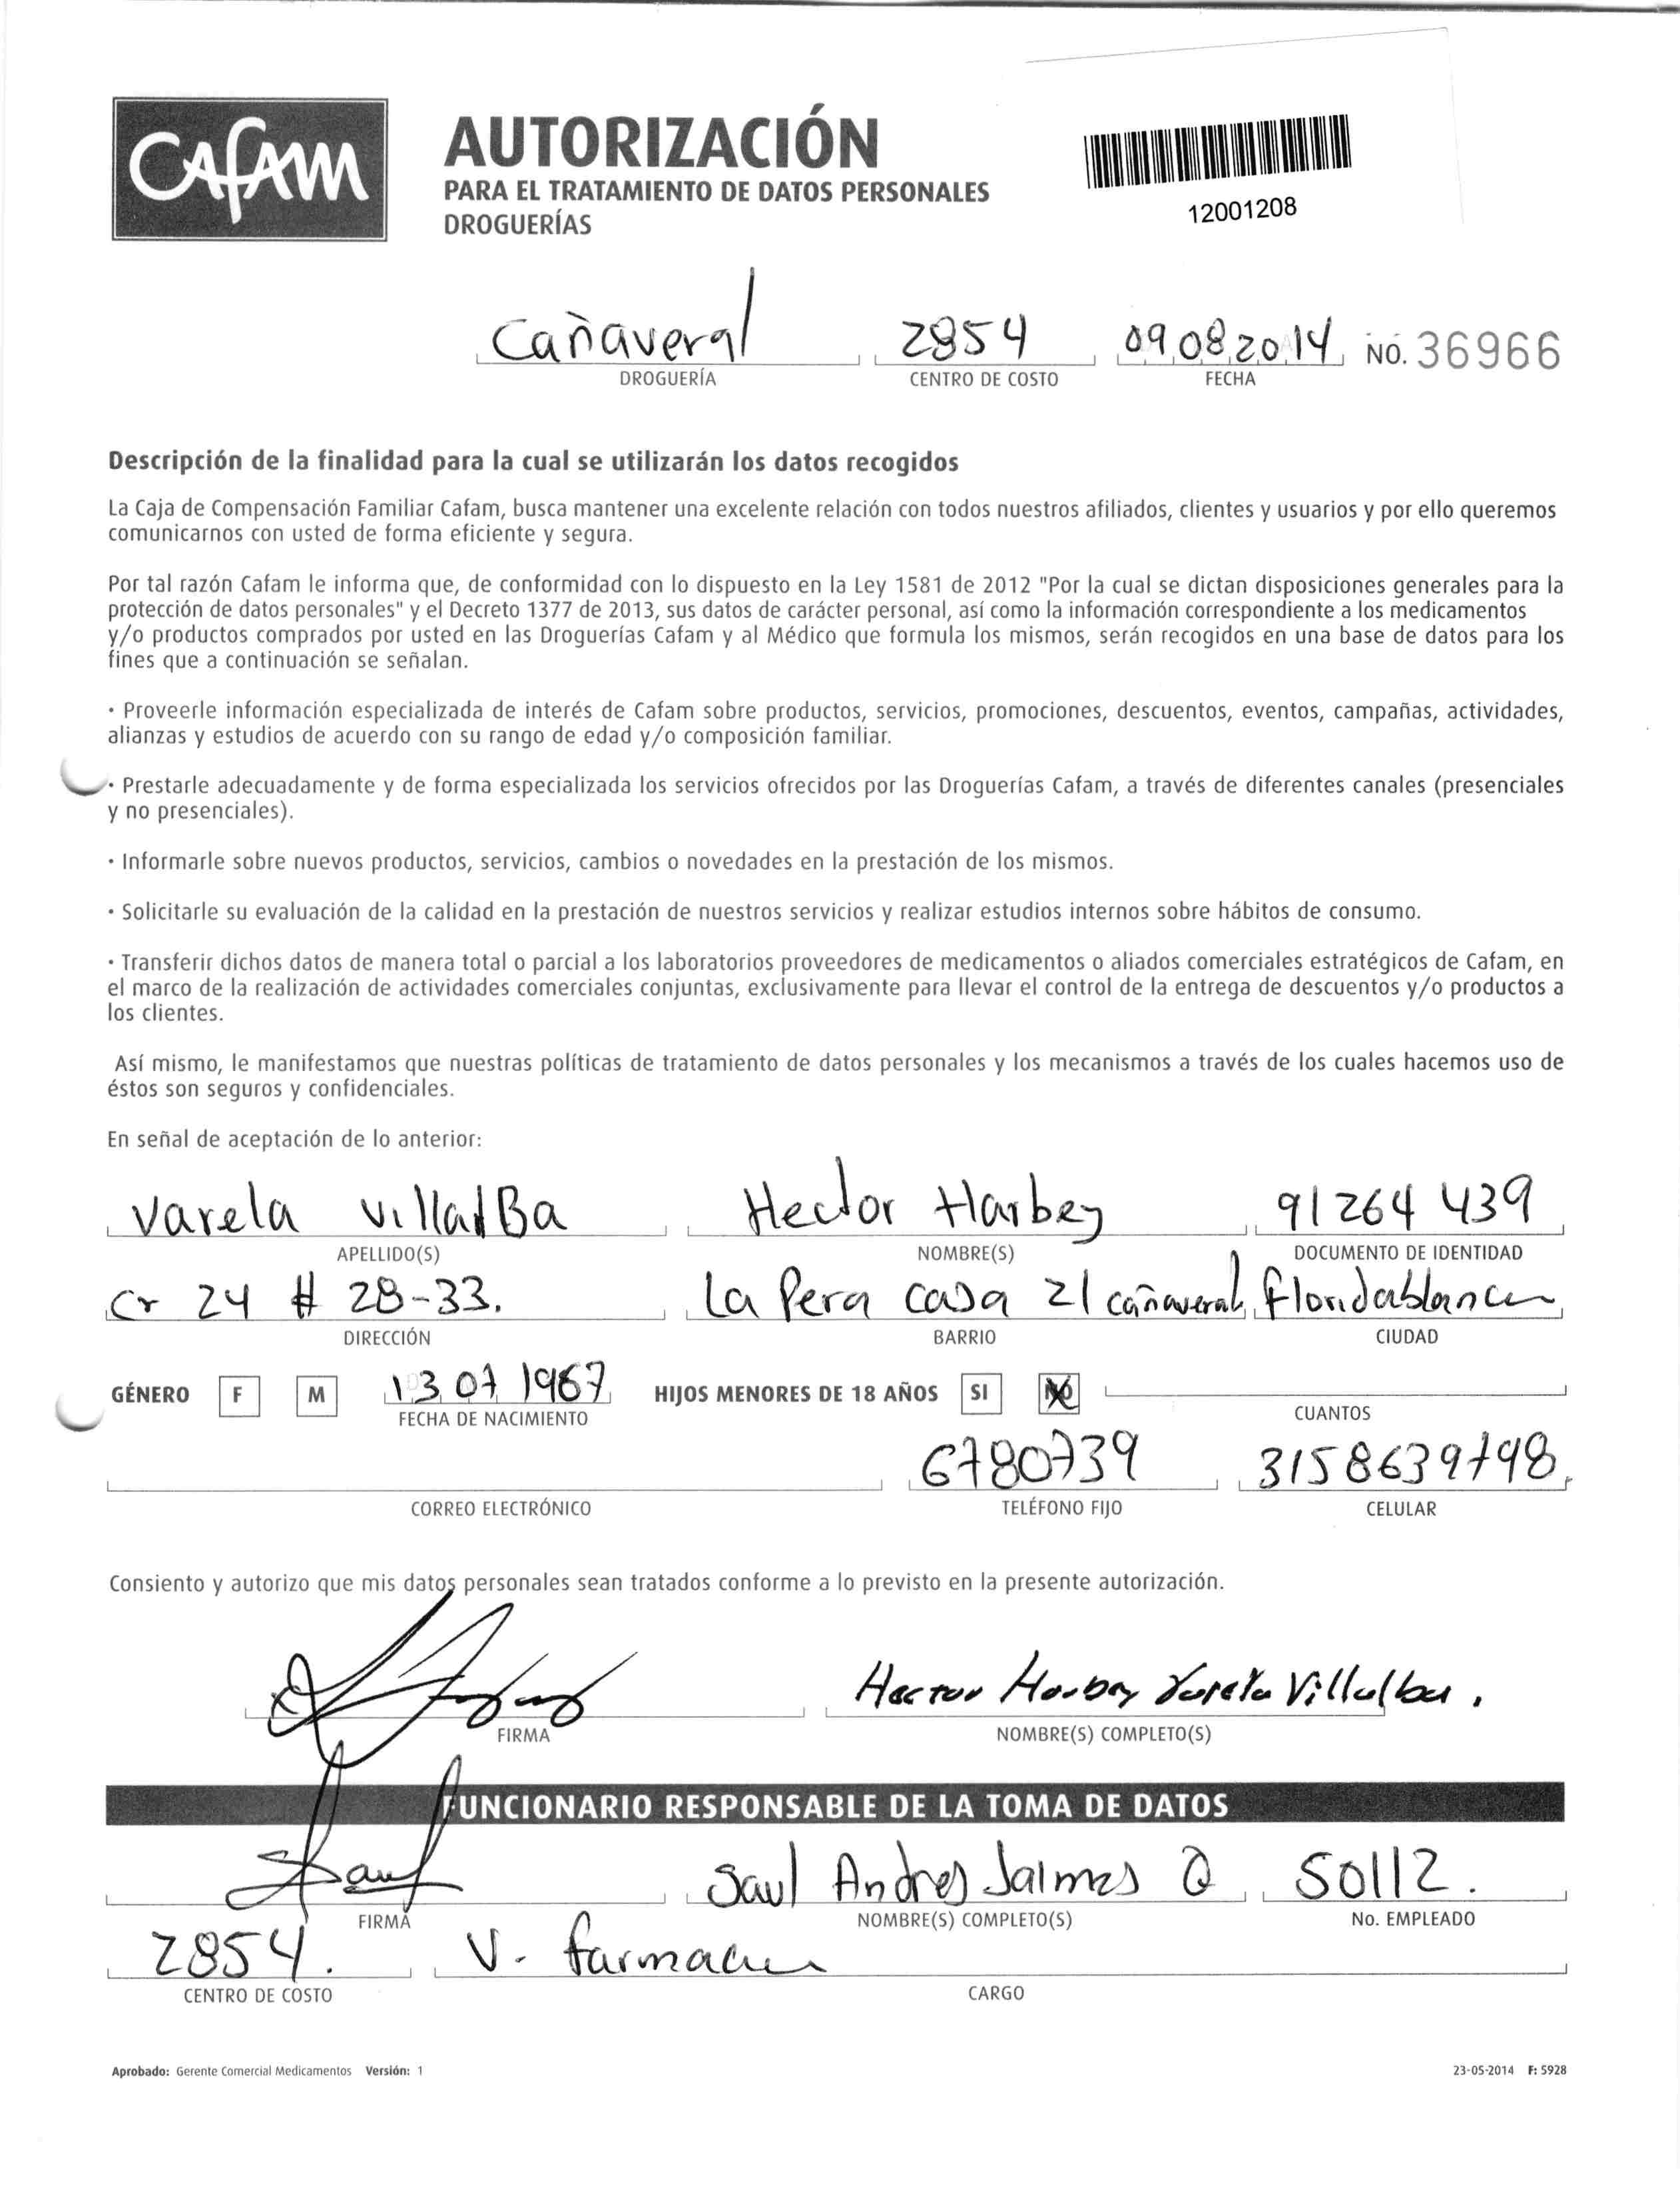 CAFAM
AUTORIZACIÓN
PARA EL TRATAMIENTO DE DATOS PERSONALES
DROGUERÍAS
12001208
Cañaveral 2854 09 08 2014 NO. 36966
DROGUERÍA CENTRO DE COSTO FECHA
Descripción de la finalidad para la cual se utilizarán los datos recogidos
La Caja de Compensación Familiar Cafam, busca mantener una excelente relación con todos nuestros afiliados, clientes y usuarios y por ello queremos
comunicarnos con usted de forma eficiente y segura.
Por tal razón Cafam le informa que, de conformidad con lo dispuesto en la Ley 1581 de 2012 "Por la cual se dictan disposiciones generales para la
protección de datos personales" y el Decreto 1377 de 2013, sus datos de carácter personal, así como la información correspondiente a los medicamentos
y/o productos comprados por usted en las Droguerías Cafam y al Médico que formula los mismos, serán recogidos en una base de datos para los
fines que a continuación se señalan.
· Proveerle información especializada de interés de Cafam sobre productos, servicios, promociones, descuentos, eventos, campañas, actividades,
alianzas y estudios de acuerdo con su rango de edad y/o composición familiar.
· Prestarle adecuadamente y de forma especializada los servicios ofrecidos por las Droguerías Cafam, a través de diferentes canales (presenciales
y no presenciales).
· Informarle sobre nuevos productos, servicios, cambios o novedades en la prestación de los mismos.
· Solicitarle su evaluación de la calidad en la prestación de nuestros servicios y realizar estudios internos sobre hábitos de consumo.
· Transferir dichos datos de manera total o parcial a los laboratorios proveedores de medicamentos o aliados comerciales estratégicos de Cafam, en
el marco de la realización de actividades comerciales conjuntas, exclusivamente para llevar el control de la entrega de descuentos y/o productos a
los clientes.
Así mismo, le manifestamos que nuestras políticas de tratamiento de datos personales y los mecanismos a través de los cuales hacemos uso de
éstos son seguros y confidenciales.
En señal de aceptación de lo anterior:
Varela VillalBa Hector Harbey 91264 439
APELLIDO(S) NOMBRE(S) DOCUMENTO DE IDENTIDAD
Cr 24 # 28-33. La Pera casa 21 cañaveral floridablanca
DIRECCIÓN BARRIO CIUDAD
GÉNERO F M 13 07 1967 HIJOS MENORES DE 18 AÑOS SI NO
FECHA DE NACIMIENTO CUANTOS
6780739 3158639798.
CORREO ELECTRÓNICO TELÉFONO FIJO CELULAR
Consiento y autorizo que mis datos personales sean tratados conforme a lo previsto en la presente autorización.
Hector Harbey Varela Villalba.
FIRMA NOMBRE(S) COMPLETO(S)
FUNCIONARIO RESPONSABLE DE LA TOMA DE DATOS
Saul Andres Jalmes Q 50112.
FIRMA NOMBRE(S) COMPLETO(S) No. EMPLEADO
2854. V. farmacia
CENTRO DE COSTO CARGO
Aprobado: Gerente Comercial Medicamentos Versión: 1 23-05-2014 F: 5928